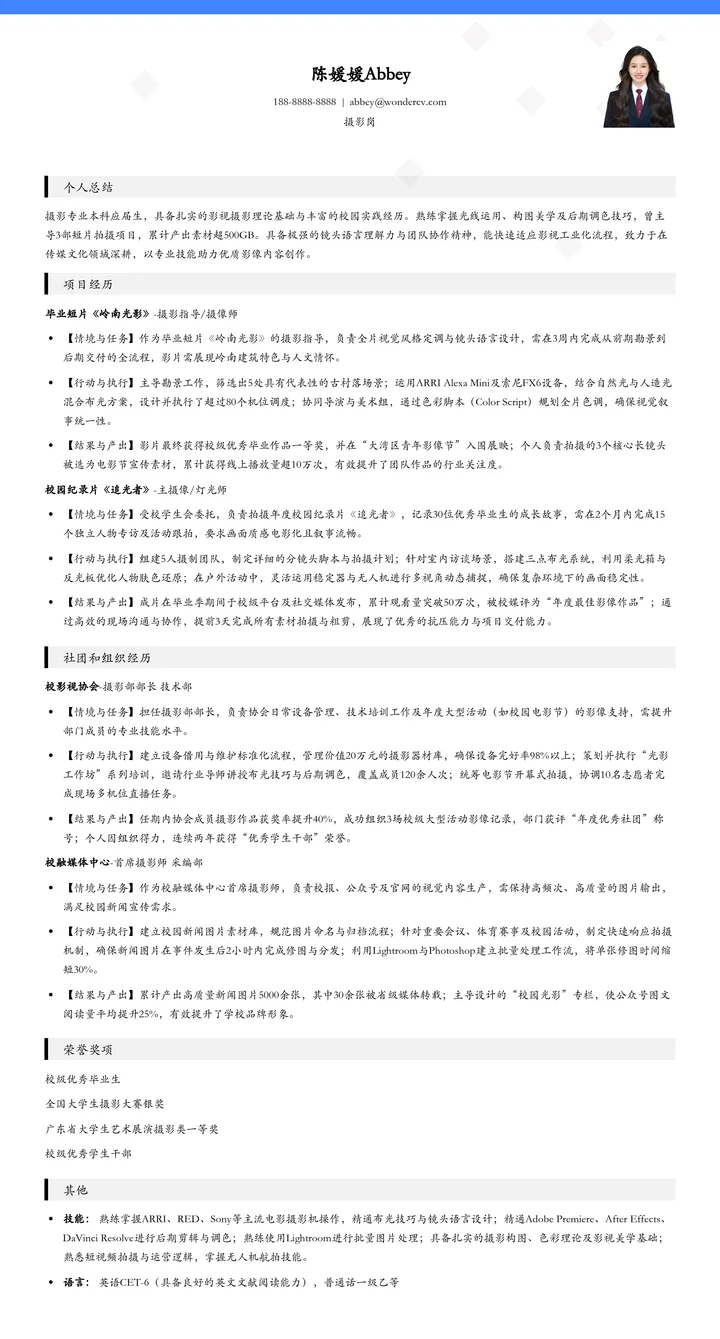 陈媛媛Abbey
188-8888-8888 | abbey@wondercv.com
摄影岗
个人总结
摄影专业本科应届生，具备扎实的影视摄影理论基础与丰富的校园实践经历。熟练掌握光线运用、构图美学及后期调色技巧，曾主
导3部短片拍摄项目，累计产出素材超500GB。具备极强的镜头语言理解力与团队协作精神，能快速适应影视工业化流程，致力于在
传媒文化领域深耕，以专业技能助力优质影像内容创作。
项目经历
毕业短片《岭南光影》-摄影指导/摄像师
• 【情境与任务】作为毕业短片《岭南光影》的摄影指导，负责全片视觉风格定调与镜头语言设计，需在3周内完成从前期勘景到
后期交付的全流程，影片需展现岭南建筑特色与人文情怀。
• 【行动与执行】主导勘景工作，筛选出5处具有代表性的古村落场景；运用ARRI Alexa Mini及索尼FX6设备，结合自然光与人造光
混合布光方案，设计并执行了超过80个机位调度；协同导演与美术组，通过色彩脚本（Color Script）规划全片色调，确保视觉叙
事统一性。
• 【结果与产出】影片最终获得校级优秀毕业作品一等奖，并在“大湾区青年影像节”入围展映；个人负责拍摄的3个核心长镜头
被选为电影节宣传素材，累计获得线上播放量超10万次，有效提升了团队作品的行业关注度。
校园纪录片《追光者》-主摄像/灯光师
• 【情境与任务】受校学生会委托，负责拍摄年度校园纪录片《追光者》，记录30位优秀毕业生的成长故事，需在2个月内完成15
个独立人物专访及活动跟拍，要求画面质感电影化且叙事流畅。
• 【行动与执行】组建5人摄制团队，制定详细的分镜头脚本与拍摄计划；针对室内访谈场景，搭建三点布光系统，利用柔光箱与
反光板优化人物肤色还原；在户外活动中，灵活运用稳定器与无人机进行多视角动态捕捉，确保复杂环境下的画面稳定性。
• 【结果与产出】成片在毕业季期间于校级平台及社交媒体发布，累计观看量突破50万次，被校媒评为“年度最佳影像作品”；通
过高效的现场沟通与协作，提前3天完成所有素材拍摄与粗剪，展现了优秀的抗压能力与项目交付能力。
社团和组织经历
校影视协会-摄影部部长 技术部
• 【情境与任务】担任摄影部部长，负责协会日常设备管理、技术培训工作及年度大型活动（如校园电影节）的影像支持，需提升
部门成员的专业技能水平。
• 【行动与执行】建立设备借用与维护标准化流程，管理价值20万元的摄影器材库，确保设备完好率98%以上；策划并执行“光影
工作坊”系列培训，邀请行业导师讲授布光技巧与后期调色，覆盖成员120余人次；统筹电影节开幕式拍摄，协调10名志愿者完
成现场多机位直播任务。
• 【结果与产出】任期内协会成员摄影作品获奖率提升40%，成功组织3场校级大型活动影像记录，部门获评“年度优秀社团”称
号；个人因组织得力，连续两年获得“优秀学生干部”荣誉。
校融媒体中心-首席摄影师 采编部
• 【情境与任务】作为校融媒体中心首席摄影师，负责校报、公众号及官网的视觉内容生产，需保持高频次、高质量的图片输出，
满足校园新闻宣传需求。
• 【行动与执行】建立校园新闻图片素材库，规范图片命名与归档流程；针对重要会议、体育赛事及校园活动，制定快速响应拍摄
机制，确保新闻图片在事件发生后2小时内完成修图与分发；利用Lightroom与Photoshop建立批量处理工作流，将单张修图时间缩
短30%。
• 【结果与产出】累计产出高质量新闻图片5000余张，其中30余张被省级媒体转载；主导设计的“校园光影”专栏，使公众号图文
阅读量平均提升25%，有效提升了学校品牌形象。
荣誉奖项
校级优秀毕业生
全国大学生摄影大赛银奖
广东省大学生艺术展演摄影类一等奖
校级优秀学生干部
其他
• 技能： 熟练掌握ARRI、RED、Sony等主流电影摄影机操作，精通布光技巧与镜头语言设计；精通Adobe Premiere、After Effects、
DaVinci Resolve进行后期剪辑与调色；熟练使用Lightroom进行批量图片处理；具备扎实的摄影构图、色彩理论及影视美学基础；
熟悉短视频拍摄与运营逻辑，掌握无人机航拍技能。
• 语言： 英语CET-6（具备良好的英文文献阅读能力），普通话一级乙等